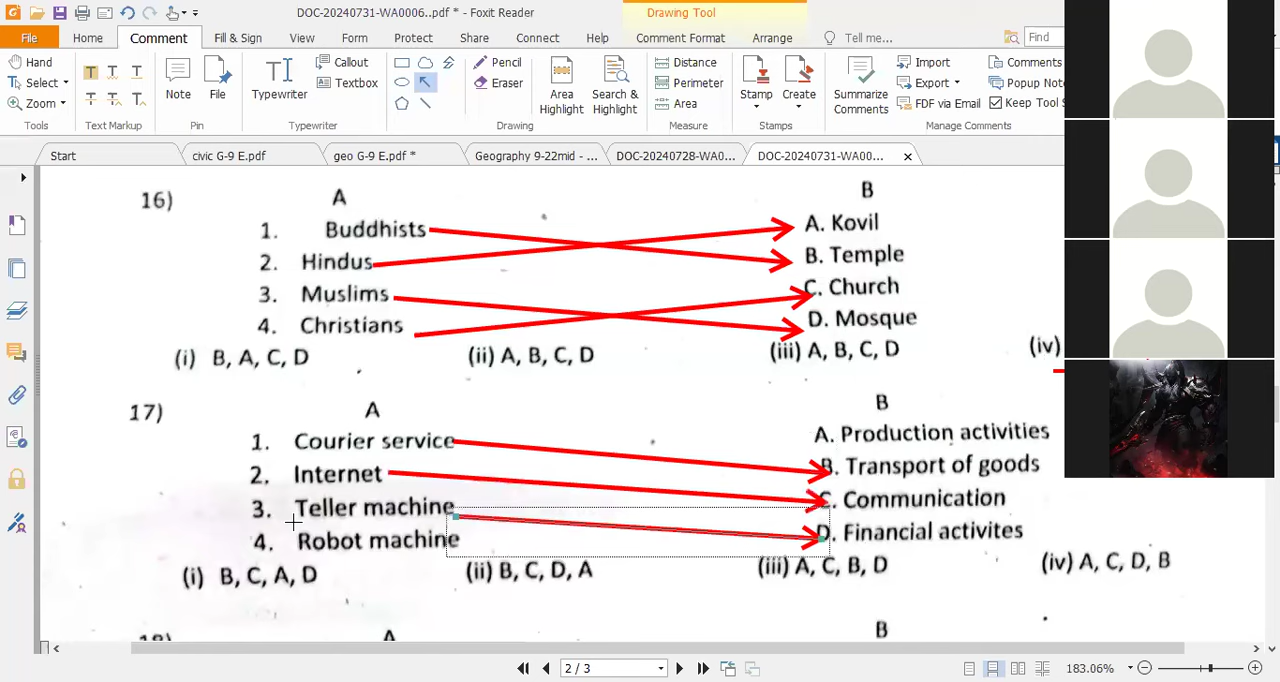 DOC-20240731-WA0006..pdf * - Foxit Reader
Drawing Tool
File Home Comment Fill & Sign View Form Protect Share Connect Help Comment Format Arrange Tell me... Find
Hand
Select
Zoom
Tools
Text Markup
Note
File
Pin
Typewriter
Callout
Textbox
Typewriter
Pencil
Eraser
Area Highlight
Search & Highlight
Drawing
Distance
Perimeter
Area
Measure
Stamp
Create
Stamps
Summarize Comments
Import
Export
FDF via Email
Comments
Popup Note
Keep Tool S
Manage Comments
Start
civic G-9 E.pdf
geo G-9 E.pdf *
Geography 9-22mid - ...
DOC-20240728-WA0...
DOC-20240731-WA00...
16) A B
1. Buddhists A. Kovil
2. Hindus B. Temple
3. Muslims C. Church
4. Christians D. Mosque
(i) B, A, C, D (ii) A, B, C, D (iii) A, B, C, D (iv)
17) A B
1. Courier service A. Production activities
2. Internet B. Transport of goods
3. Teller machine C. Communication
4. Robot machine D. Financial activites
(i) B, C, A, D (ii) B, C, D, A (iii) A, C, B, D (iv) A, C, D, B
18) A B
2 / 3
183.06%